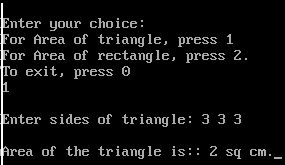 Enter your choice:
For Area of triangle, press 1
For Area of rectangle, press 2.
To exit, press 0
1
Enter sides of triangle: 3 3 3
Area of the triangle is:: 2 sq cm._